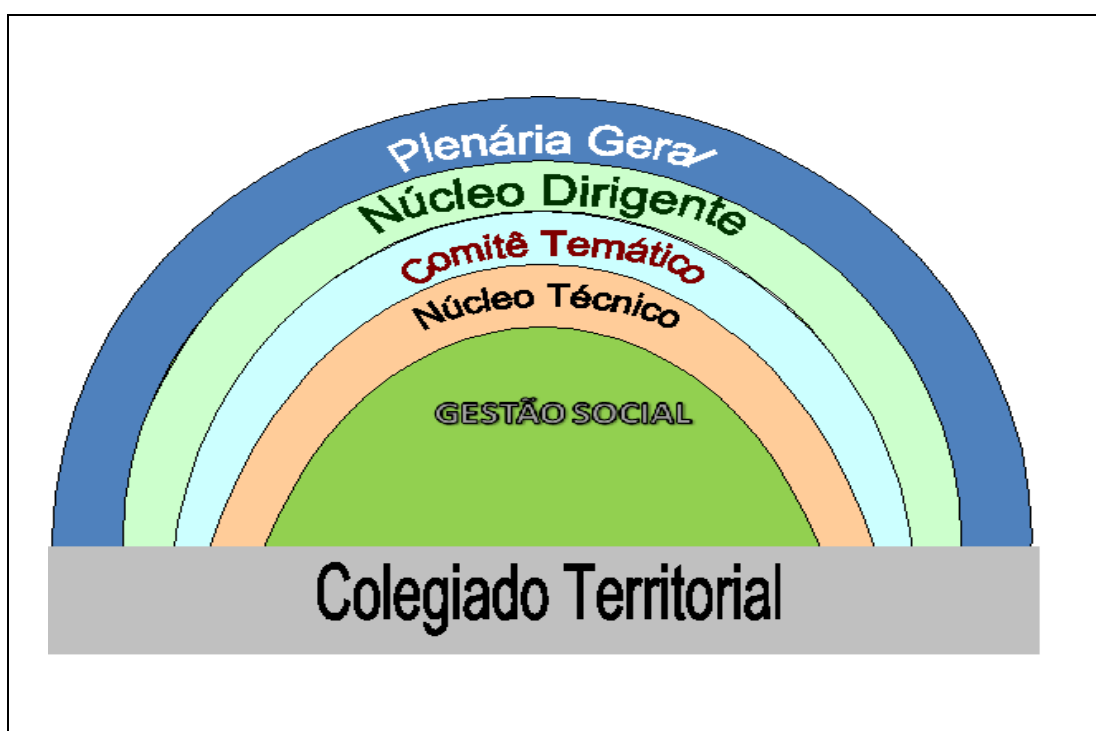 Plenária Geral
Núcleo Dirigente
Comitê Temático
Núcleo Técnico
GESTÃO SOCIAL
Colegiado Territorial